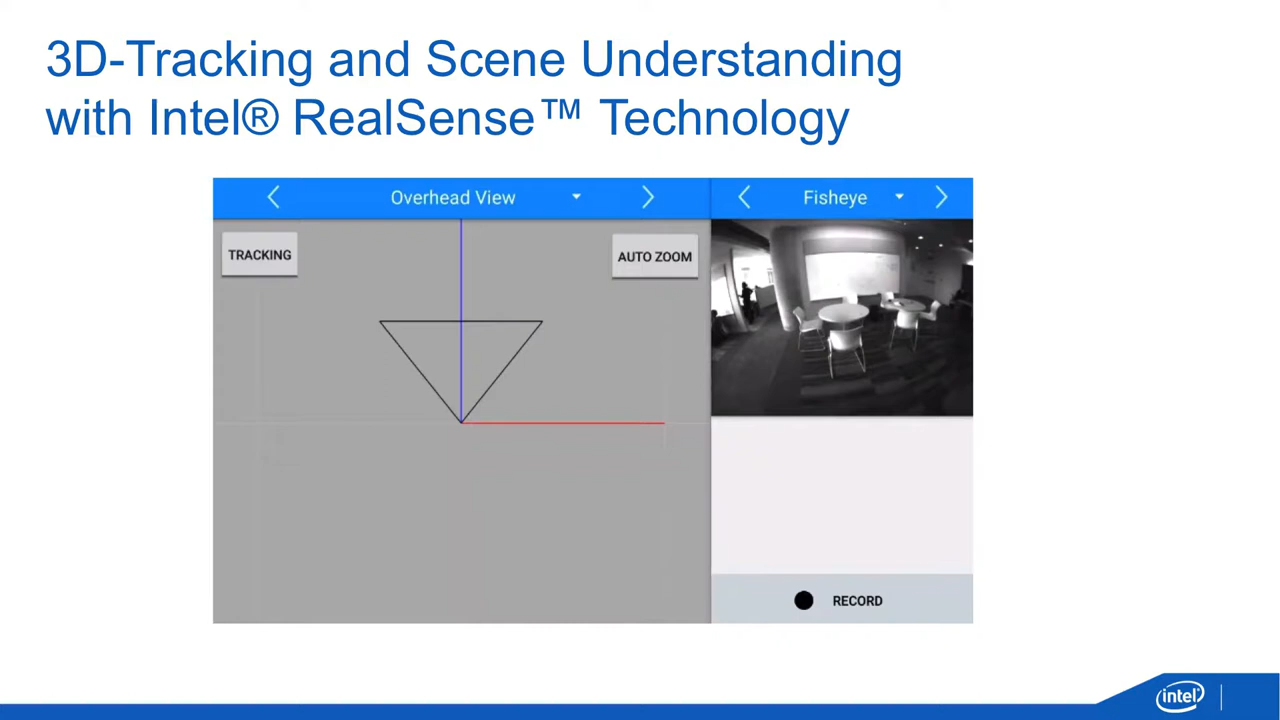 3D-Tracking and Scene Understanding
with Intel® RealSense™ Technology
Overhead View
Fisheye
TRACKING
AUTO ZOOM
RECORD
intel